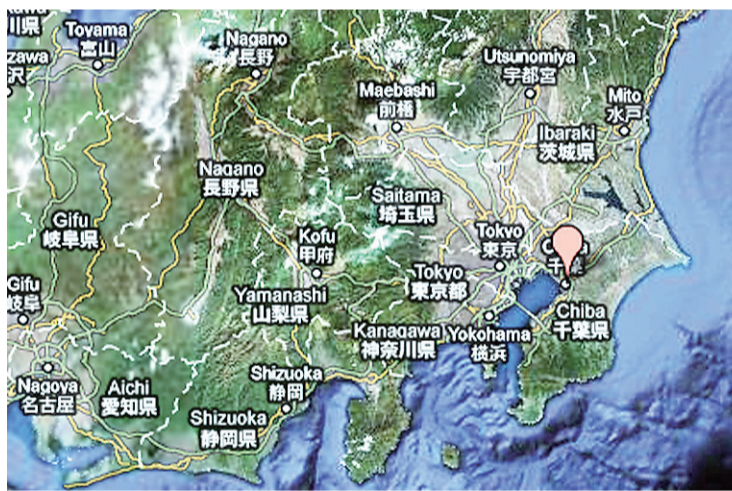 川県
Toyama
富山
zawa
沢
Nagano
長野
Maebashi
前橋
Utsunomiya
宇都宮
Mito
水戸
Ibaraki
茨城県
Nagano
長野県
Saitama
埼玉県
Gifu
岐阜県
Kofu
甲府
Tokyo
東京
千葉
Tokyo
東京都
Gifu
岐阜
Yamanashi
山梨県
Chiba
千葉県
Kanagawa
神奈川県
Yokohama
横浜
Shizuoka
静岡
Nagoya
名古屋
Aichi
愛知県
Shizuoka
静岡県